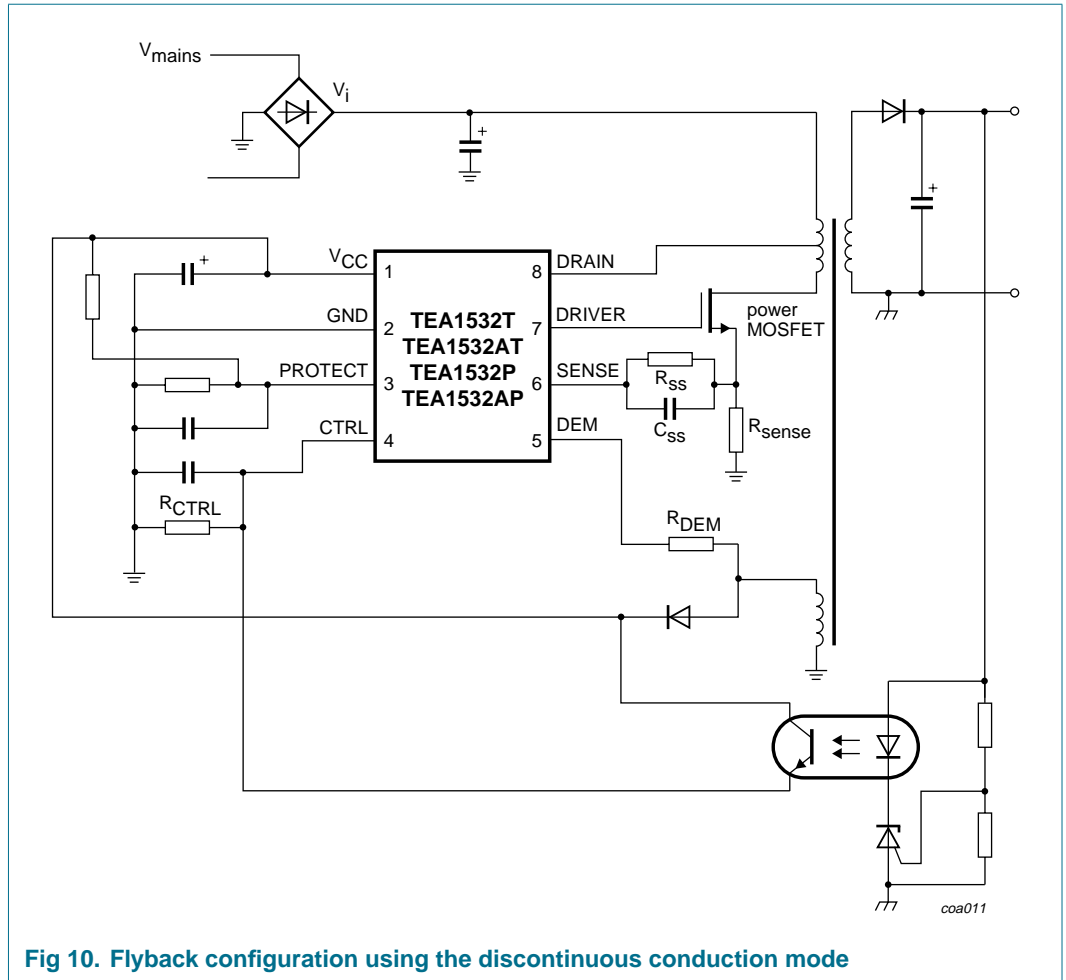 Vmains
Vi
VCC
1
8
DRAIN
GND
2
TEA1532T
TEA1532AT
TEA1532P
TEA1532AP
7
DRIVER
power
MOSFET
PROTECT
3
6
SENSE
RSS
CSS
Rsense
CTRL
4
5
DEM
RCTRL
RDEM
coa011
Fig 10. Flyback configuration using the discontinuous conduction mode